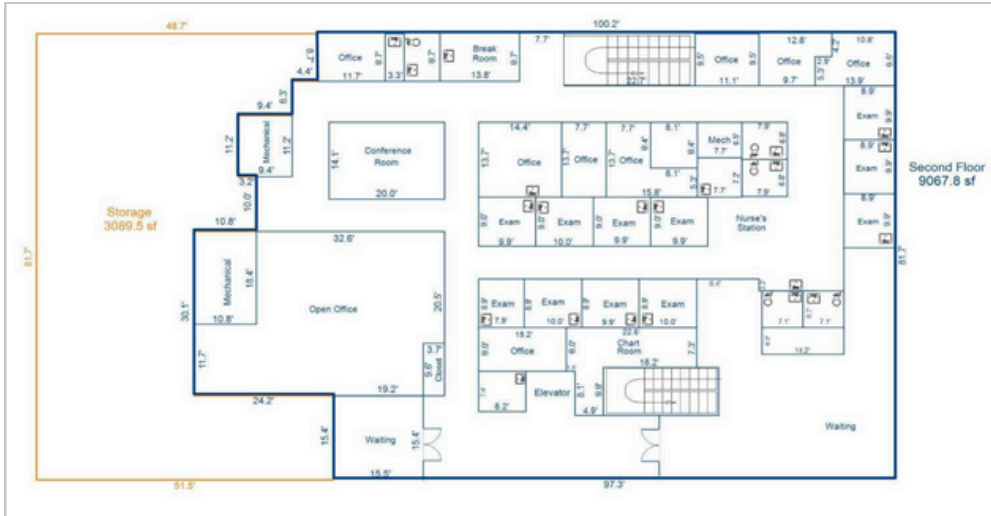 48.7'
100.2'
8.7'
Office
8.7'
11.7'
3.3'
8.7'
Break
Room
8.7'
13.8'
7.7'
22.7'
9.5'
Office
11.1'
9.5'
12.8'
Office
9.7'
5.3'
4.2'
10.8'
Office
13.9'
9.6'
4.4'
6.3'
9.4'
11.2'
Mechanical
11.2'
9.4'
3.2'
10.0'
10.8'
14.1'
Conference
Room
20.0'
14.4'
13.7'
Office
7.7'
13.7'
Office
7.7'
13.7'
Office
8.1'
8.4'
8.4'
8.1'
5.3'
15.8'
Mech
7.7'
6.5'
7.2'
7.7'
7.9'
6.8'
6.8'
7.9'
8.9'
Exam
9.9'
8.9'
Exam
9.9'
8.9'
Exam
9.9'
Second Floor
9067.8 sf
9.0'
Exam
9.9'
9.0'
Exam
10.0'
9.0'
Exam
9.9'
9.0'
Exam
9.9'
Nurse's
Station
Storage
3089.5 sf
81.7'
81.7'
32.6'
Mechanical
18.4'
10.8'
30.1'
11.7'
Open Office
20.5'
3.7'
9.6'
Closet
19.2'
24.2'
8.9'
Exam
7.9'
8.9'
Exam
10.0'
8.9'
Exam
9.9'
8.9'
Exam
10.0'
6.4'
7.1'
6.7'
7.1'
14.2'
15.2'
8.0'
Office
22.6'
8.0'
Chart
Room
7.3'
18.2'
7.4'
8.2'
Elevator
8.1'
9.9'
4.9'
15.4'
Waiting
15.4'
15.5'
Waiting
51.5'
97.3'